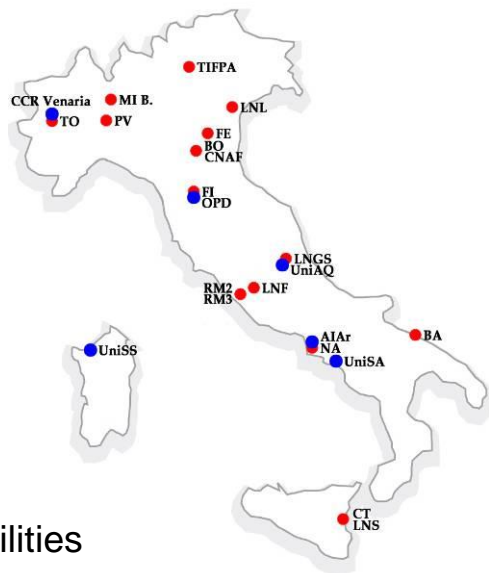 TIFPA
CCR Venaria
MI B.
LNL
TO
PV
FE
BO
CNAF
FI
OPD
LNGS
UniAQ
RM2
LNF
RM3
AIAr
NA
BA
UniSS
UniSA
CT
LNS
ilities